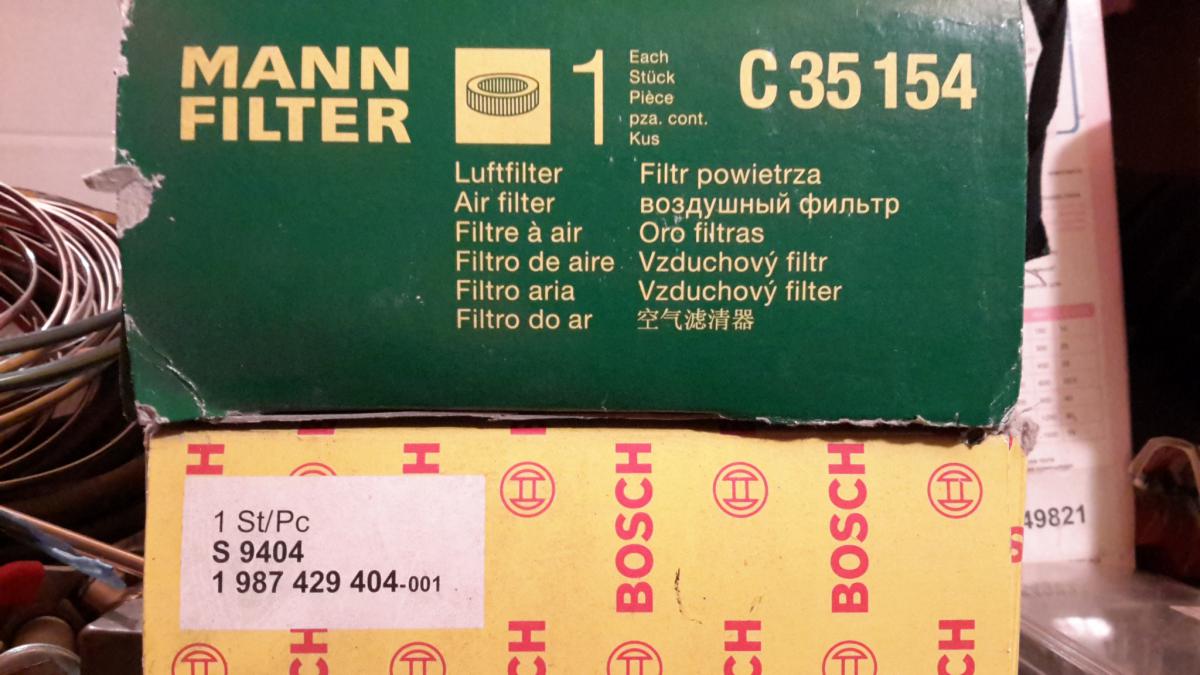 MANN
FILTER
1
Each
Stück
Pièce
pza. cont.
Kus
C 35 154
Luftfilter
Air filter
Filtre à air
Filtro de aire
Filtro aria
Filtro do ar
Filtr powietrza
воздушный фильтр
Oro filtras
Vzduchový filtr
Vzduchový filter
空气滤清器
1 St/Pc
S 9404
1 987 429 404-001
BOSCH
BOSCH
49821